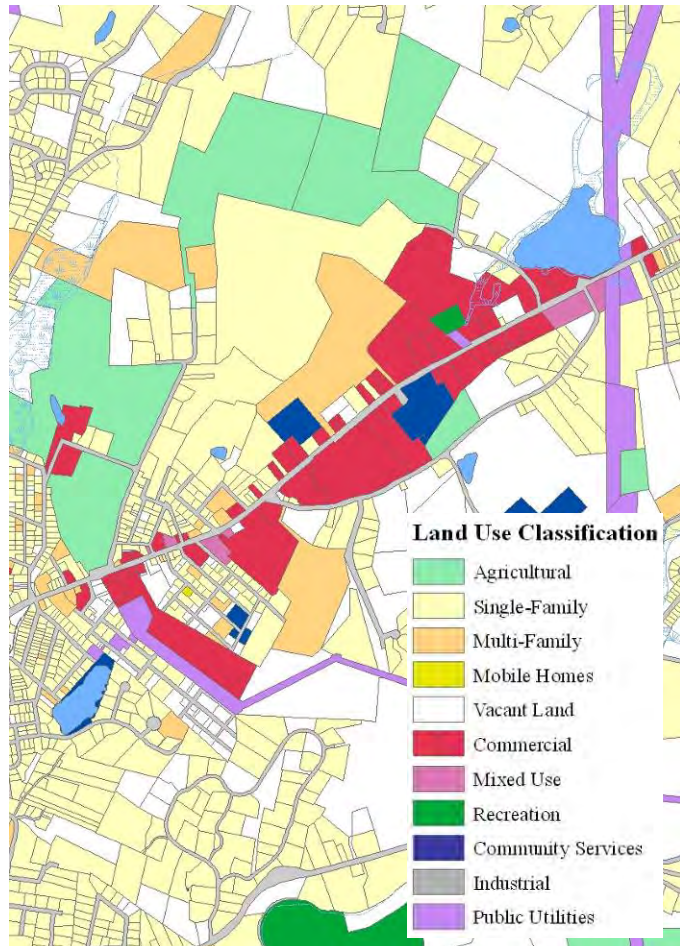 Land Use Classification
Agricultural
Single-Family
Multi-Family
Mobile Homes
Vacant Land
Commercial
Mixed Use
Recreation
Community Services
Industrial
Public Utilities